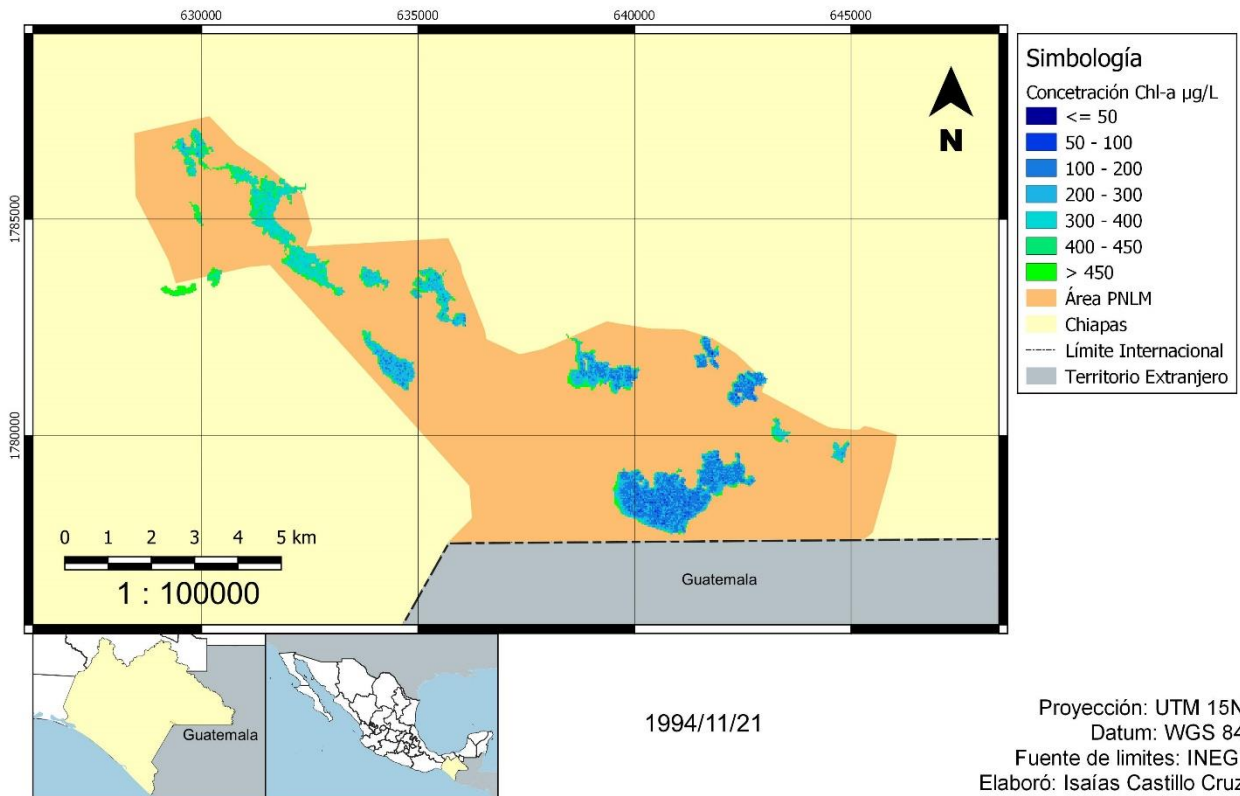 630000 635000 640000 645000
1785000
1780000
N
0 1 2 3 4 5 km
1 : 100000
Guatemala
Simbología
Concetración Chl-a µg/L
<= 50
50 - 100
100 - 200
200 - 300
300 - 400
400 - 450
> 450
Área PNLM
Chiapas
Límite Internacional
Territorio Extranjero
Guatemala
1994/11/21
Proyección: UTM 15N
Datum: WGS 84
Fuente de limites: INEG
Elaboró: Isaías Castillo Cruz